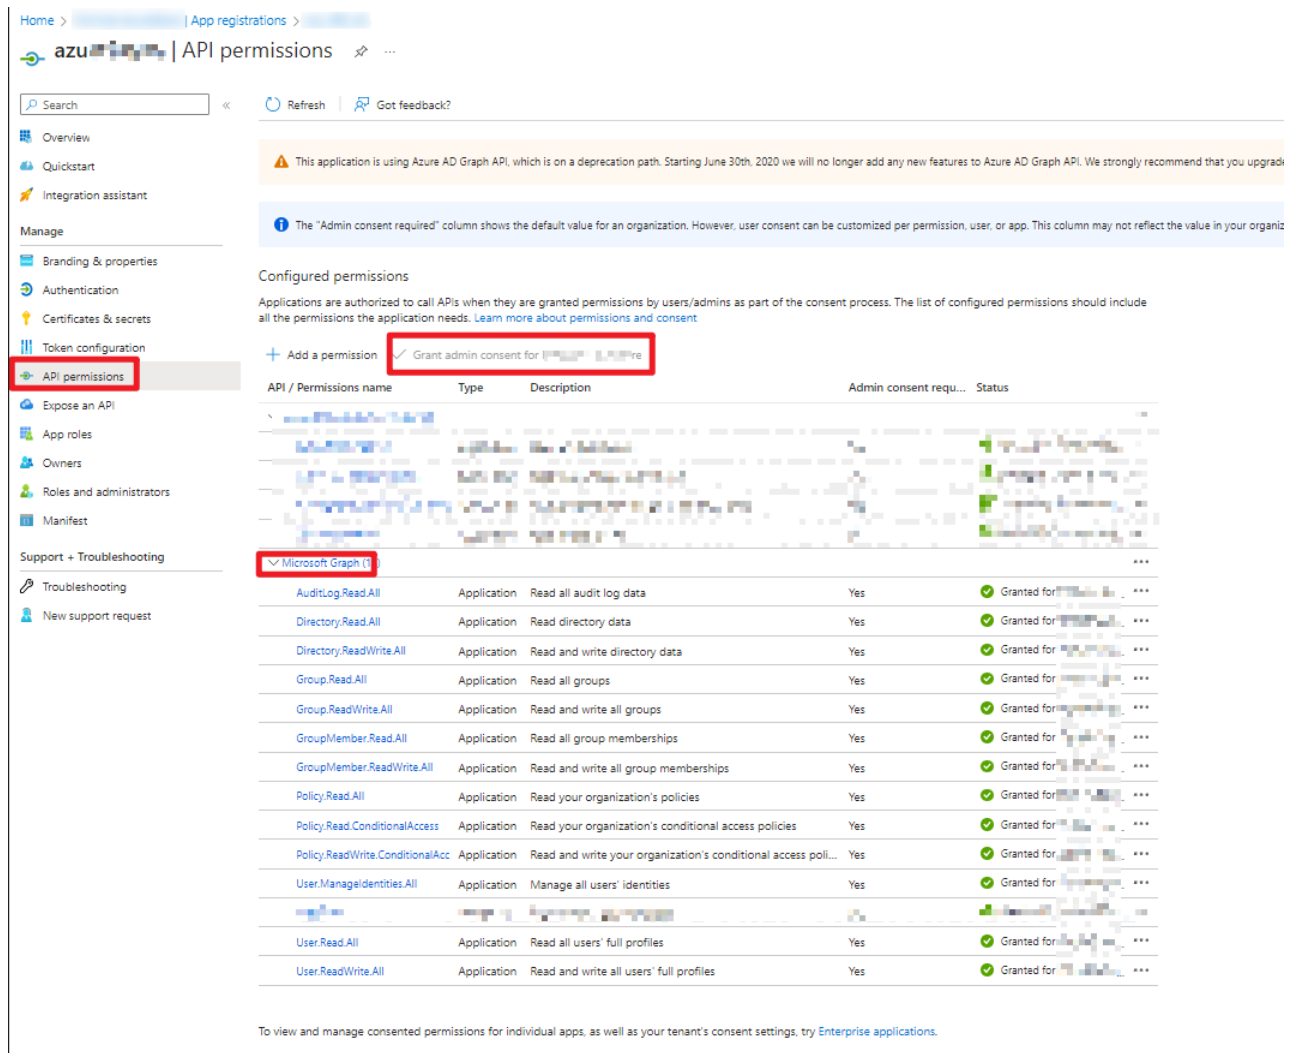 Home > | App registrations >
azu | API permissions ...
Search «
Refresh Got feedback?
Overview
Quickstart
Integration assistant
Manage
Branding & properties
Authentication
Certificates & secrets
Token configuration
API permissions
Expose an API
App roles
Owners
Roles and administrators
Manifest
Support + Troubleshooting
Troubleshooting
New support request
This application is using Azure AD Graph API, which is on a deprecation path. Starting June 30th, 2020 we will no longer add any new features to Azure AD Graph API. We strongly recommend that you upgrade
The "Admin consent required" column shows the default value for an organization. However, user consent can be customized per permission, user, or app. This column may not reflect the value in your organiz
Configured permissions
Applications are authorized to call APIs when they are granted permissions by users/admins as part of the consent process. The list of configured permissions should include
all the permissions the application needs. Learn more about permissions and consent
Add a permission Grant admin consent for
API / Permissions name Type Description Admin consent requ... Status
Microsoft Graph ...
AuditLog.Read.All Application Read all audit log data Yes Granted for ...
Directory.Read.All Application Read directory data Yes Granted for ...
Directory.ReadWrite.All Application Read and write directory data Yes Granted for ...
Group.Read.All Application Read all groups Yes Granted for ...
Group.ReadWrite.All Application Read and write all groups Yes Granted for ...
GroupMember.Read.All Application Read all group memberships Yes Granted for ...
GroupMember.ReadWrite.All Application Read and write all group memberships Yes Granted for ...
Policy.Read.All Application Read your organization's policies Yes Granted for ...
Policy.Read.ConditionalAccess Application Read your organization's conditional access policies Yes Granted for ...
Policy.ReadWrite.ConditionalAcc Application Read and write your organization's conditional access poli... Yes Granted for ...
User.ManageIdentities.All Application Manage all users' identities Yes Granted for ...
User.Read.All Application Read all users' full profiles Yes Granted for ...
User.ReadWrite.All Application Read and write all users' full profiles Yes Granted for ...
To view and manage consented permissions for individual apps, as well as your tenant's consent settings, try Enterprise applications.